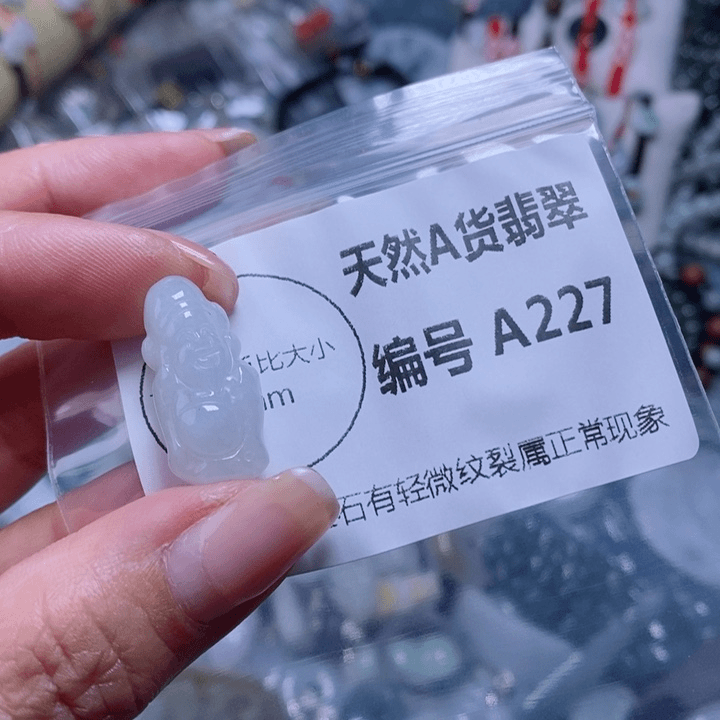 天然A货翡翠
编号 A227
比大小
mm
石有轻微纹裂属正常现象